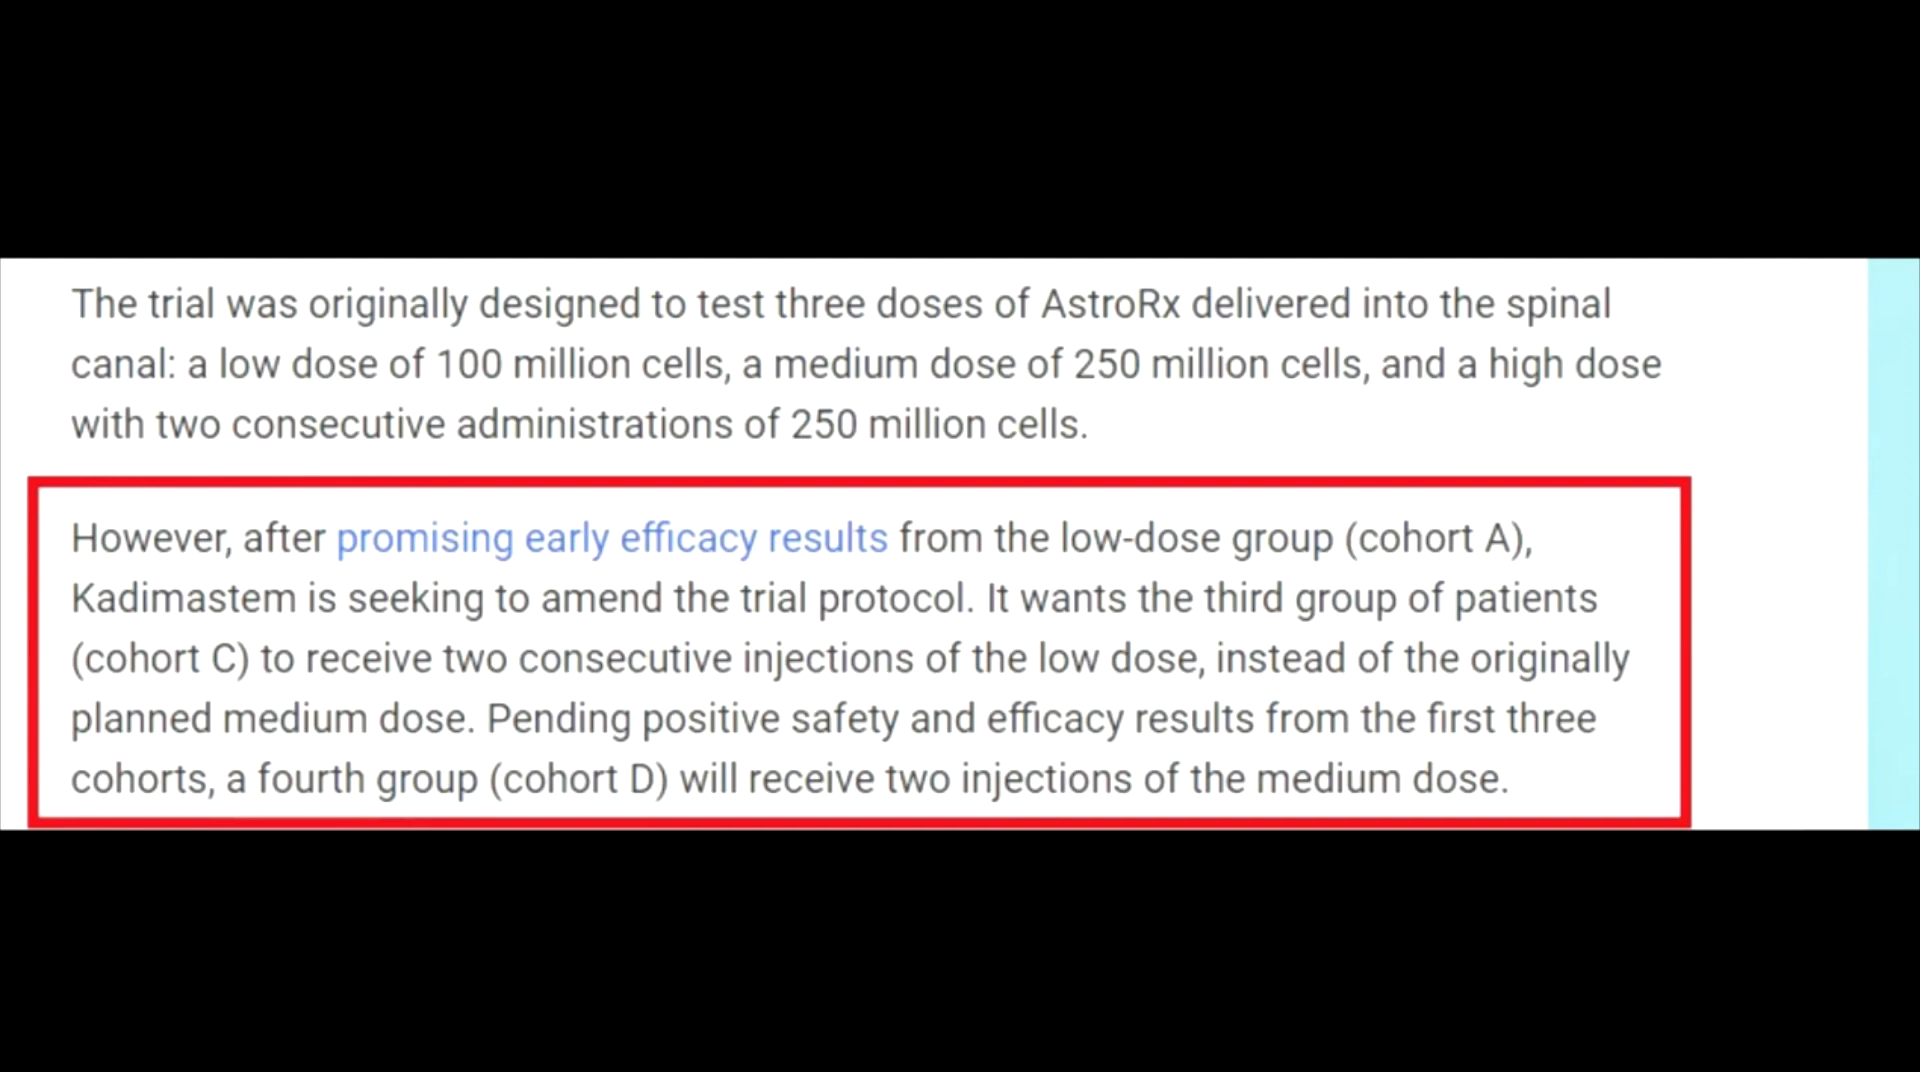 The trial was originally designed to test three doses of AstroRx delivered into the spinal
canal: a low dose of 100 million cells, a medium dose of 250 million cells, and a high dose
with two consecutive administrations of 250 million cells.
However, after promising early efficacy results from the low-dose group (cohort A),
Kadimastem is seeking to amend the trial protocol. It wants the third group of patients
(cohort C) to receive two consecutive injections of the low dose, instead of the originally
planned medium dose. Pending positive safety and efficacy results from the first three
cohorts, a fourth group (cohort D) will receive two injections of the medium dose.